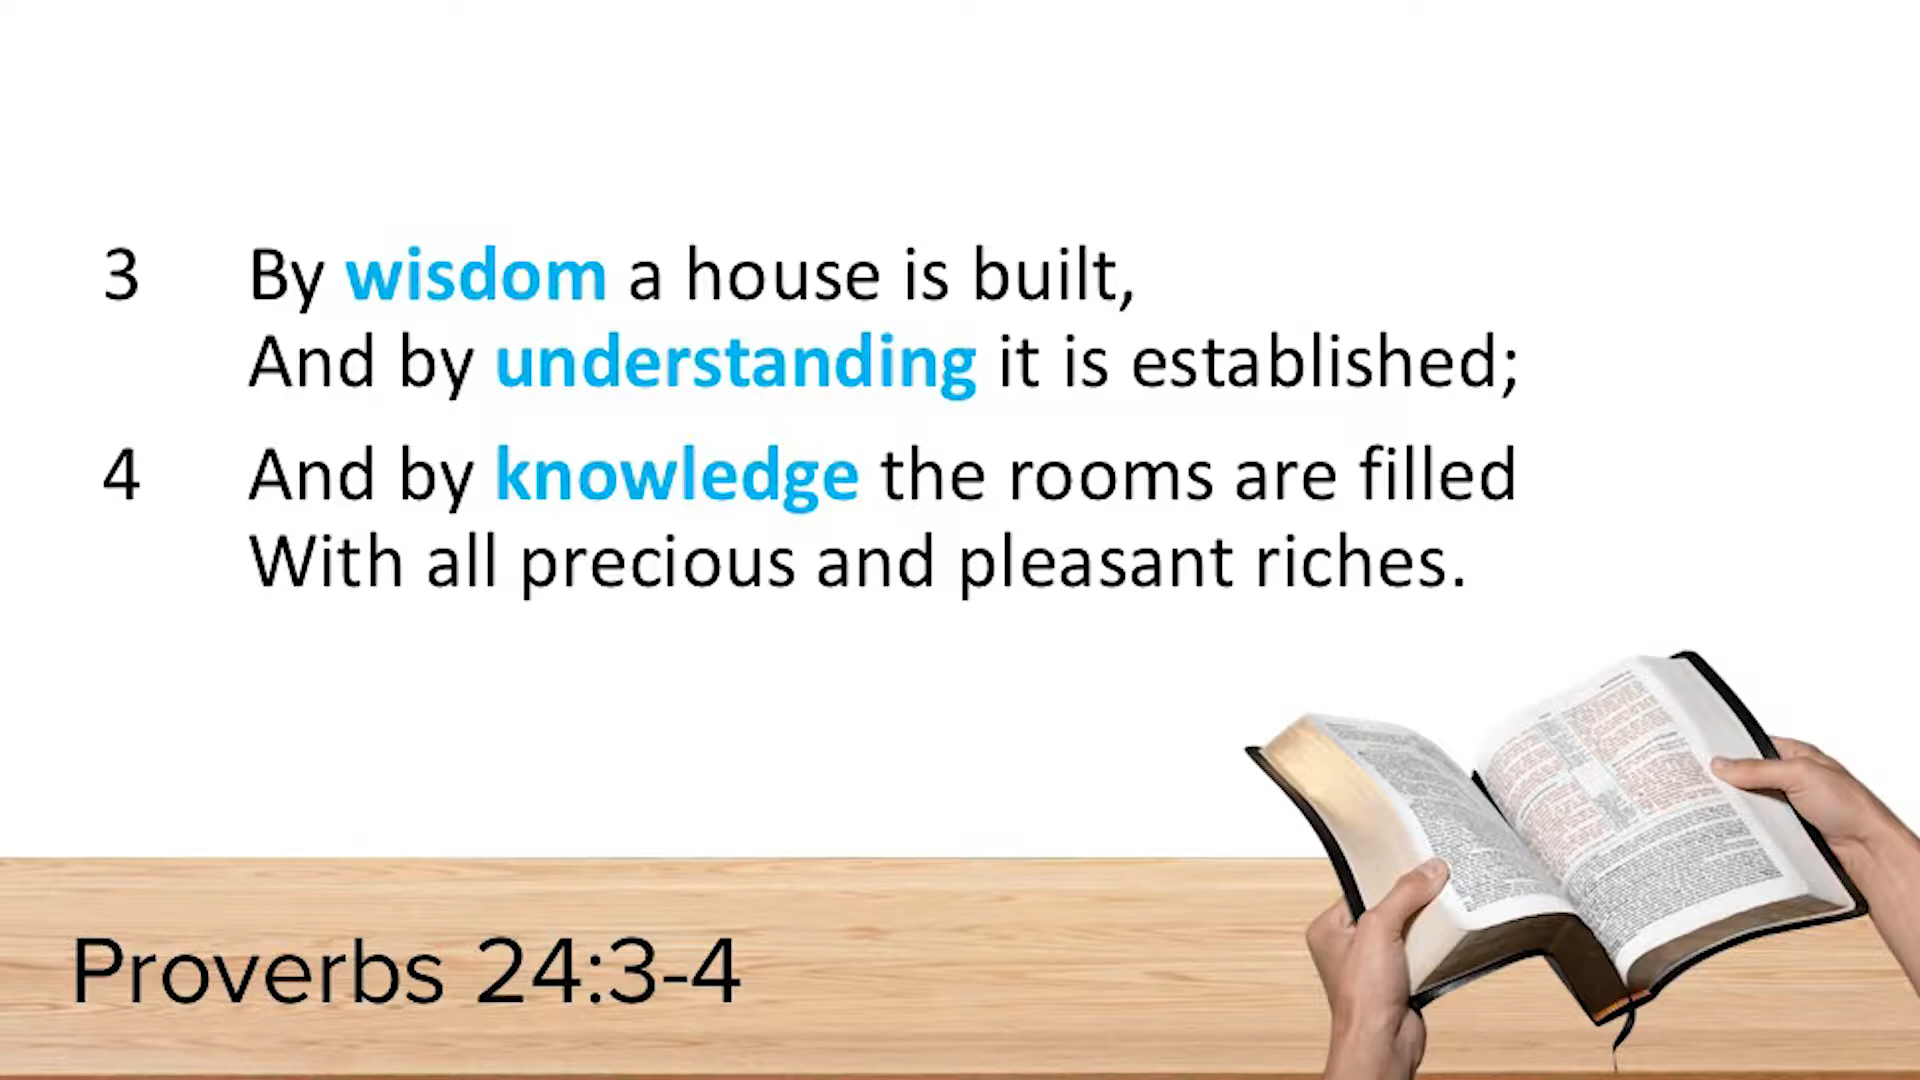 3 By wisdom a house is built,
And by understanding it is established;
4 And by knowledge the rooms are filled
With all precious and pleasant riches.
Proverbs 24:3-4